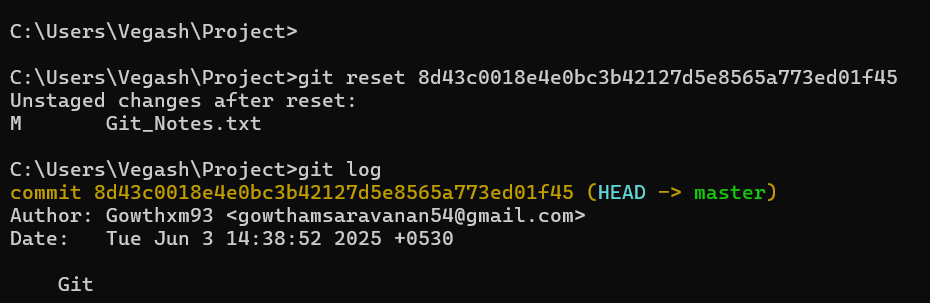 C:\Users\Vegash\Project>
C:\Users\Vegash\Project>git reset 8d43c0018e4e0bc3b42127d5e8565a773ed01f45
Unstaged changes after reset:
M       Git_Notes.txt
C:\Users\Vegash\Project>git log
commit 8d43c0018e4e0bc3b42127d5e8565a773ed01f45 (HEAD -> master)
Author: Gowthxm93 <gowthamsaravanan54@gmail.com>
Date:   Tue Jun 3 14:38:52 2025 +0530
    Git